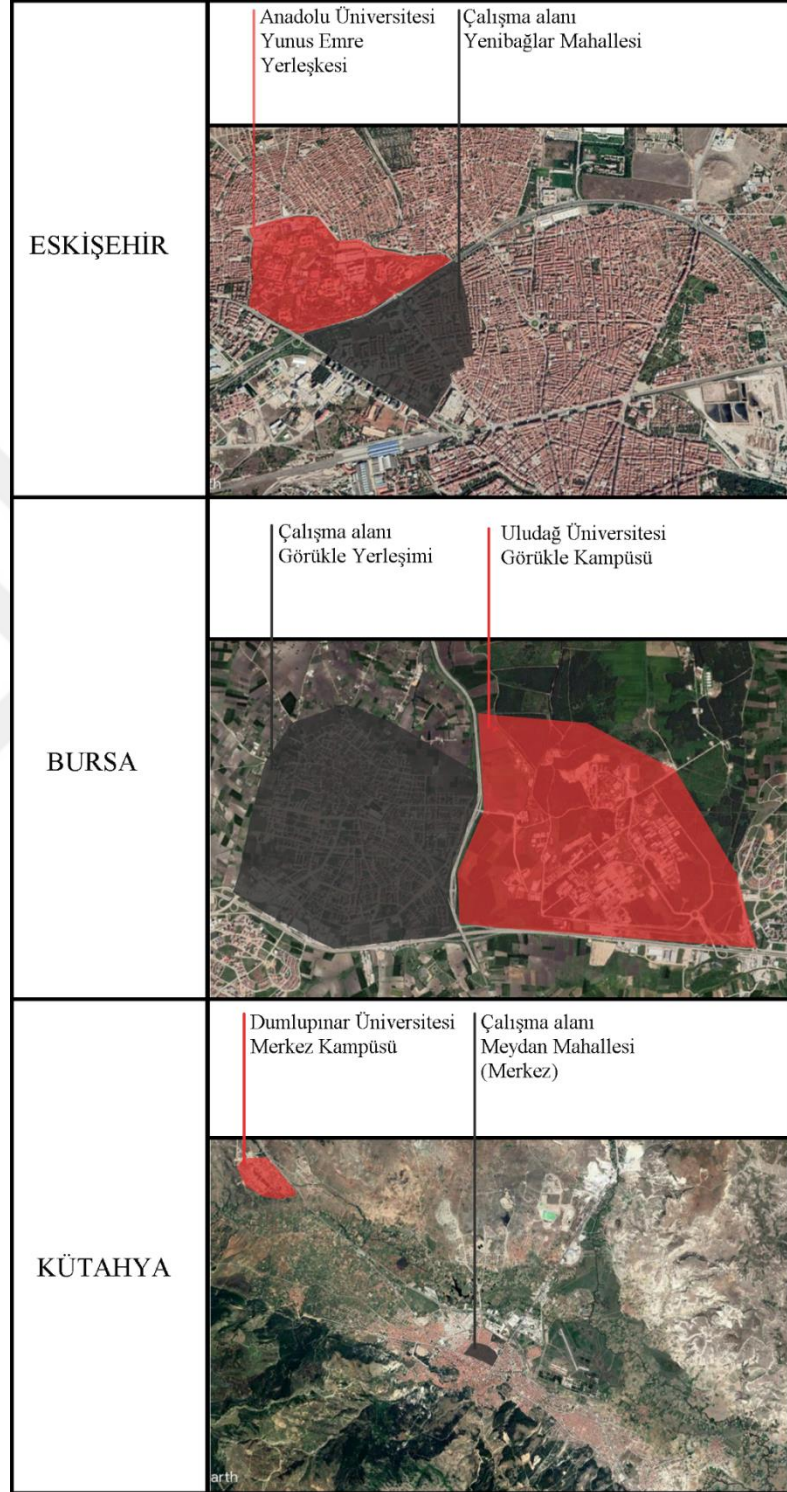 ESKİŞEHİR
Anadolu Üniversitesi
Yunus Emre
Yerleşkesi
Çalışma alanı
Yenibağlar Mahallesi
BURSA
Çalışma alanı
Görükle Yerleşimi
Uludağ Üniversitesi
Görükle Kampüsü
KÜTAHYA
Dumlupınar Üniversitesi
Merkez Kampüsü
Çalışma alanı
Meydan Mahallesi
(Merkez)
arth